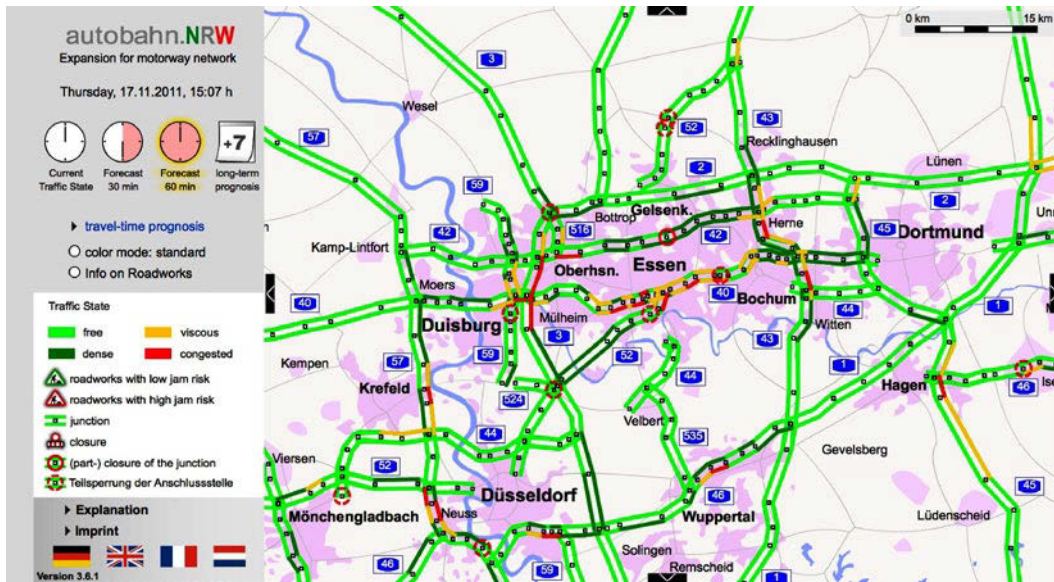 autobahn.NRW
Expansion for motorway network
Thursday, 17.11.2011, 15:07 h
+7
Current
Traffic State
Forecast
30 min
Forecast
60 min
long-term
prognosis
travel-time prognosis
color mode: standard
Info on Roadworks
Traffic State
free
viscous
dense
congested
roadworks with low jam risk
roadworks with high jam risk
junction
closure
(part-) closure of the junction
Teilsperrung der Anschlussstelle
Explanation
Imprint
Version 3.6.1
0 km
15 km
3
Wesel
57
52
43
Recklinghausen
Lünen
2
59
2
Bottrop
Gelsenk.
516
42
Herne
45
Dortmund
Kamp-Lintfort
42
Oberhsn.
Essen
40
Moers
40
Bochum
44
1
Duisburg
Mülheim
Witten
3
43
Kempen
57
59
52
1
Krefeld
44
Hagen
46
524
Velbert
44
535
Gevelsberg
Viersen
52
45
Düsseldorf
46
Mönchengladbach
Neuss
Wuppertal
Lüdenscheid
46
59
Solingen
Remscheid
1